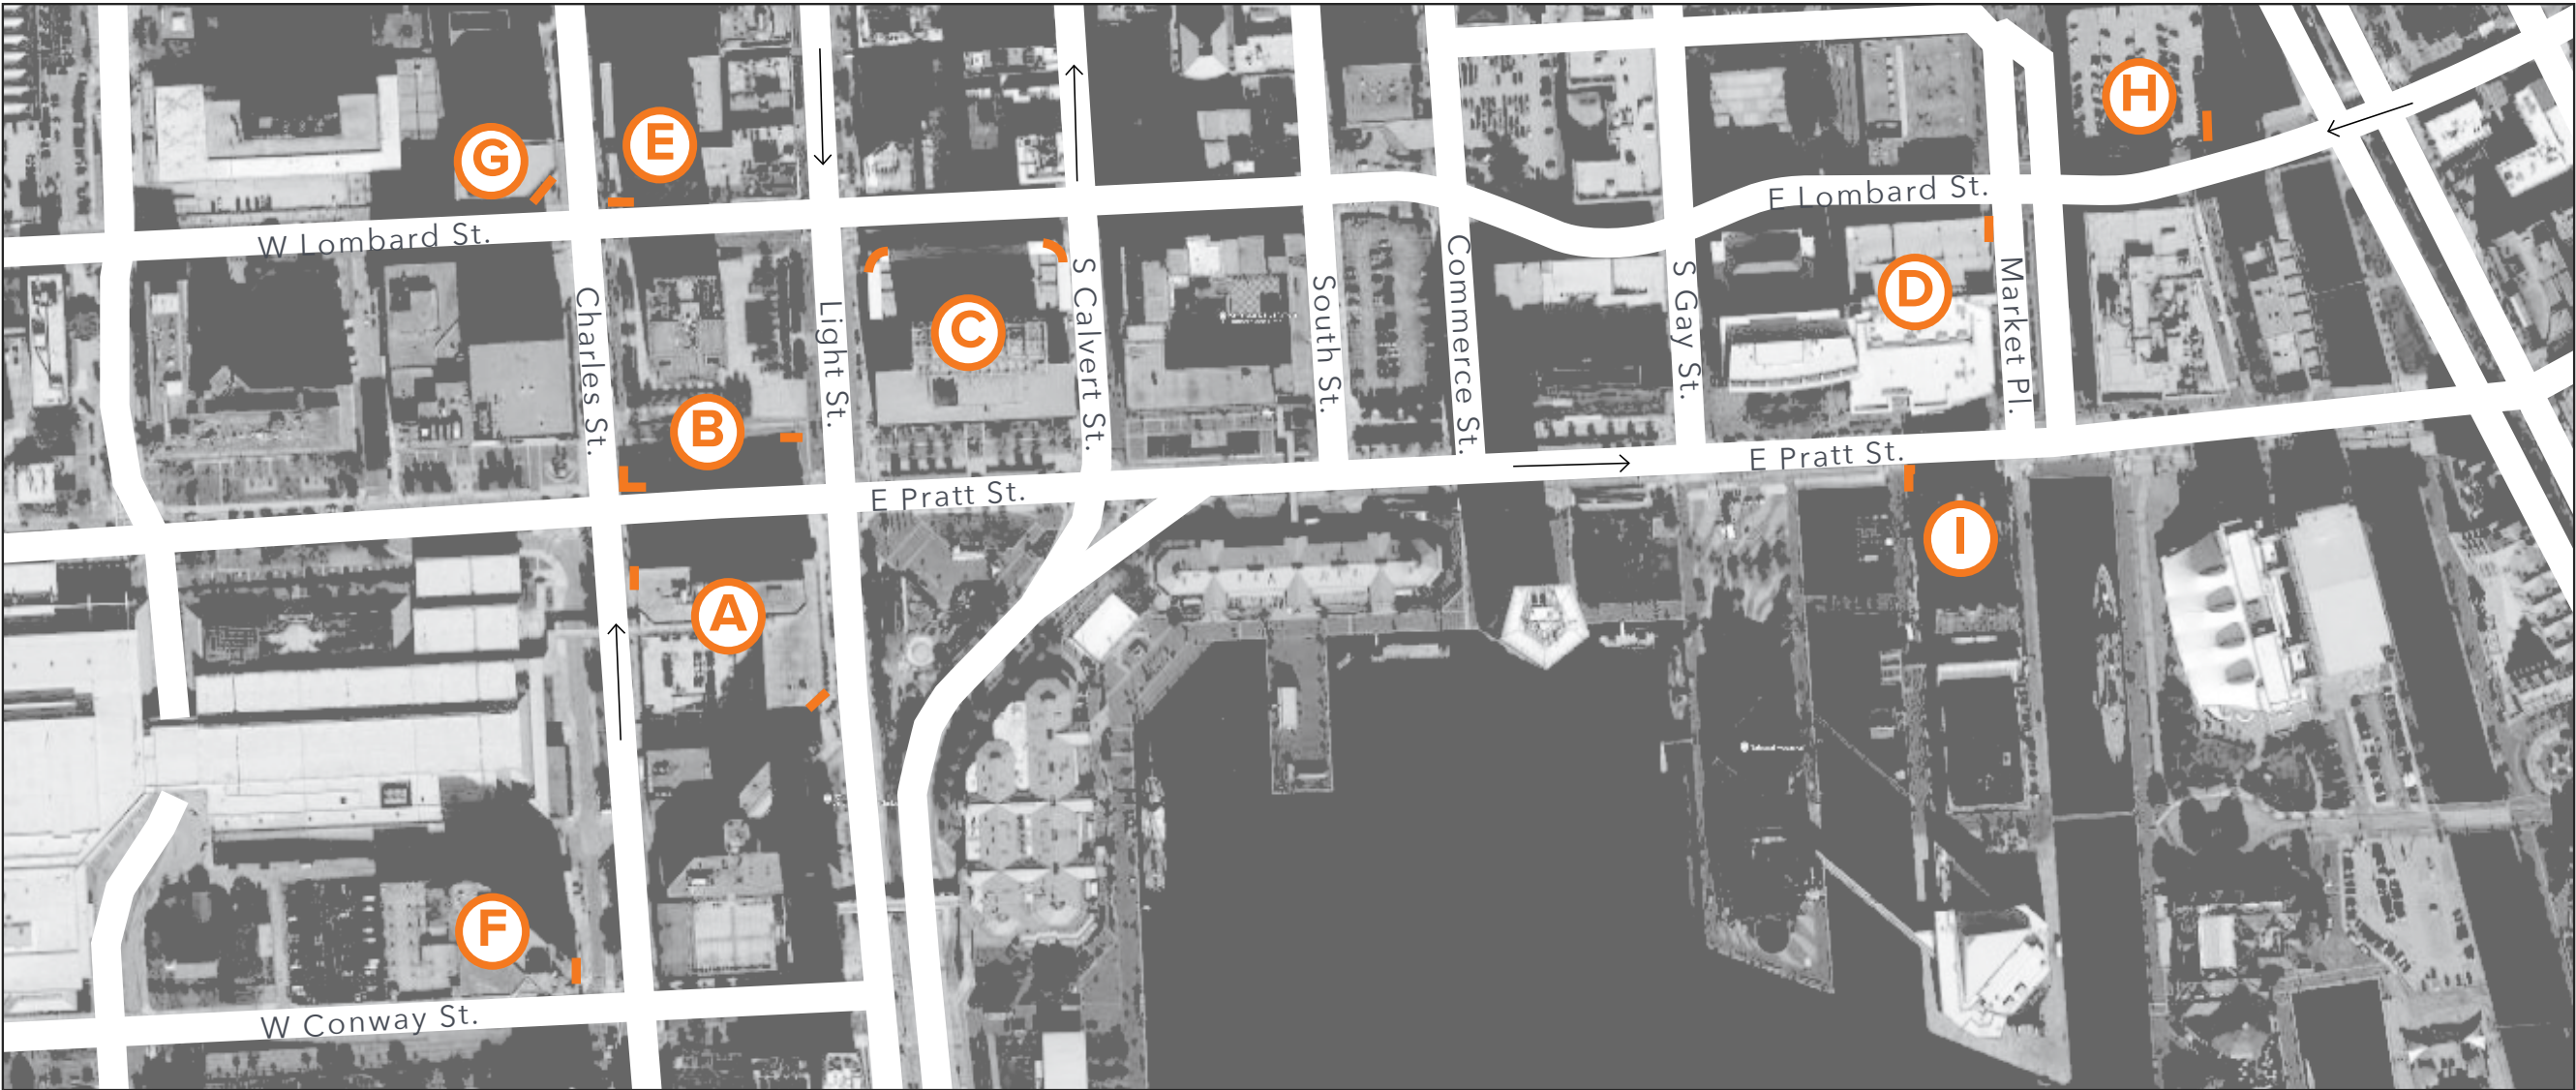 H
E
G
E Lombard St.
W Lombard St.
Charles St.
Light St.
S Calvert St.
South St.
Commerce St.
S Gay St.
Market Pl.
D
C
B
E Pratt St.
E Pratt St.
I
A
F
W Conway St.